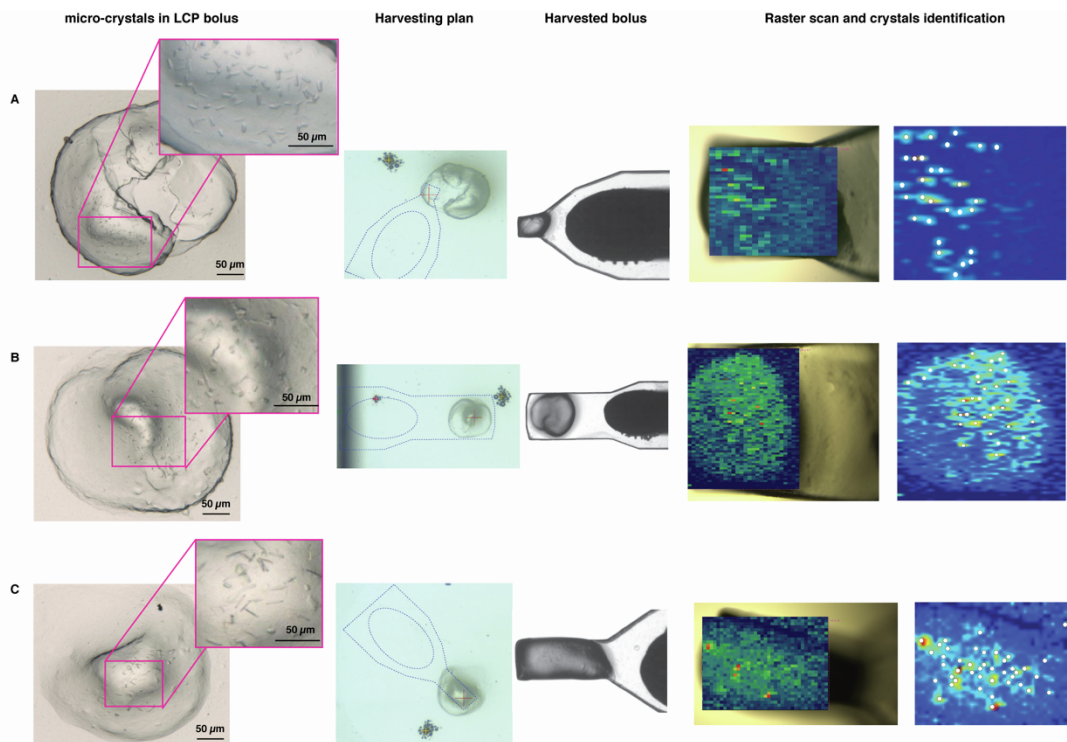 micro-crystals in LCP bolus
Harvesting plan
Harvested bolus
Raster scan and crystals identification
A
50 µm
50 µm
B
50 µm
50 µm
C
50 µm
50 µm